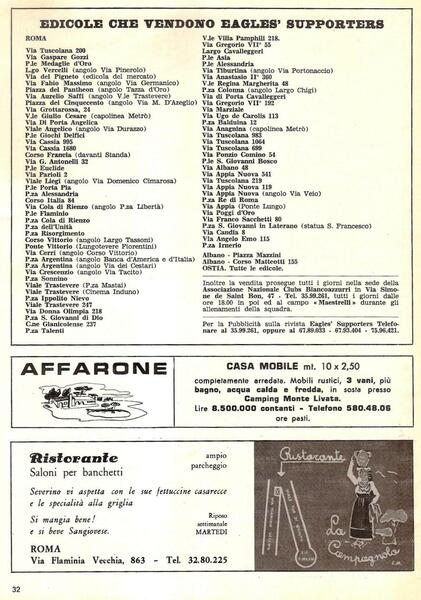 EDICOLE CHE VENDONO EAGLES' SUPPORTERS
ROMA
Via Tuscolana 200
Via Gaspare Gozzi
P.le Medaglie d'Oro
L.go Vercelli (angolo Via Pinerolo)
Via del Pigneto (edicola del mercato)
Via Fabio Massimo (angolo Via Germanico)
Piazza del Pantheon (angolo Tazza d'Oro)
Via Aurelio Saffi (angolo V.le Trastevere)
Piazza del Cinquecento (angolo Via M. D'Azeglio)
Via Grottarossa, 24
V.le Giulio Cesare (capolinea Metrò)
Via Di Porta Angelica
Viale Angelico (angolo Via Durazzo)
P.le Giochi Delfici
Via Cassia 995
Via Cassia 1680
Corso Francia (davanti Standa)
Via G. Antonelli 32
P.le Euclide
Via Parioli 2
Viale Liegi (angolo Via Domenico Cimarosa)
P.le Porta Pia
P.za Alessandria
Corso Italia 84
Via Cola di Rienzo (angolo P.za Libertà)
P.le Flaminio
P.za Cola di Rienzo
P.za dell'Unità
P.za Risorgimento
Corso Vittorio (angolo Largo Tassoni)
Ponte Vittorio (Lungotevere Fiorentini)
Via Cerri (angolo Corso Vittorio)
P.za Argentina (angolo Banca d'America e d'Italia)
P.za Argentina (angolo Via dei Cestari)
Via Crescenzio (angolo Via Tacito)
P.za Sonnino
Viale Trastevere (P.za Mastai)
Viale Trastevere (Cinema Induno)
P.za Ippolito Nievo
Viale Trastevere 247
Via Donna Olimpia 218
P.za S. Giovanni di Dio
C.ne Gianicolense 237
P.za Talenti
V.le Villa Pamphili 218.
Via Gregorio VII° 55
Largo Cavalleggeri
P.le Asia
P.le Alessandria
Via Tiburtina (angolo Via Portonaccio)
Via Anastasio II° 360
V.le Regina Margherita 48
P.za Colonna (angolo Largo Chigi)
Via di Porta Cavalleggeri
Via Gregorio VII° 192
Via Marziale
Via Ugo de Carolis 113
P.za Balduina 12
Via Anagnina (capolinea Metrò)
Via Tuscolana 983
Via Tuscolana 1064
Via Tuscolana 699
Via Ponzio Comino 54
P.le S. Giovanni Bosco
Via Albano 48
Via Appia Nuova 541
Via Tuscolana 219
Via Appia Nuova 119
Via Appia Nuova (angolo Via Veio)
P.za Re di Roma
Via Appia (Ponte Lungo)
Via Poggi d'Oro
Via Franco Sacchetti 80
P.za S. Giovanni in Laterano (statua S. Francesco)
Via Candia 8
Via Angelo Emo 115
P.za Irnerio
Albano - Piazza Mazzini
Albano - Corso Matteotti 155
OSTIA. Tutte le edicole.
Inoltre la vendita prosegue tutti i giorni nella sede della
Associazione Nazionale Clubs Biancoazzurri in Via Simo-
ne de Saint Bon, 47 - Tel. 35.99.261, tutti i giorni dalle
ore 18.00 in poi ed al campo « Maestrelli » durante gli
allenamenti della squadra.
Per la Pubblicità sulla rivista Eagles' Supporters Telefo-
nare al 35.99.261, oppure al 67.89.033 - 67.93.404 - 75.96.421.
AFFARONE
CASA MOBILE mt. 10 x 2,50
completamente arredata. Mobili rustici, 3 vani, più
bagno, acqua calda e fredda, in sosta presso
Camping Monte Livata.
Lire 8.500.000 contanti - Telefono 580.48.06
ore pasti.
Ristorante
Saloni per banchetti
ampio
parcheggio
Severino vi aspetta con le sue fettuccine casarecce
e le specialità alla griglia
Si mangia bene!
e si beve Sangiovese.
Riposo
settimanale
MARTEDÌ
ROMA
Via Flaminia Vecchia, 863 - Tel. 32.80.225
Ristorante
La
Campagnola
32